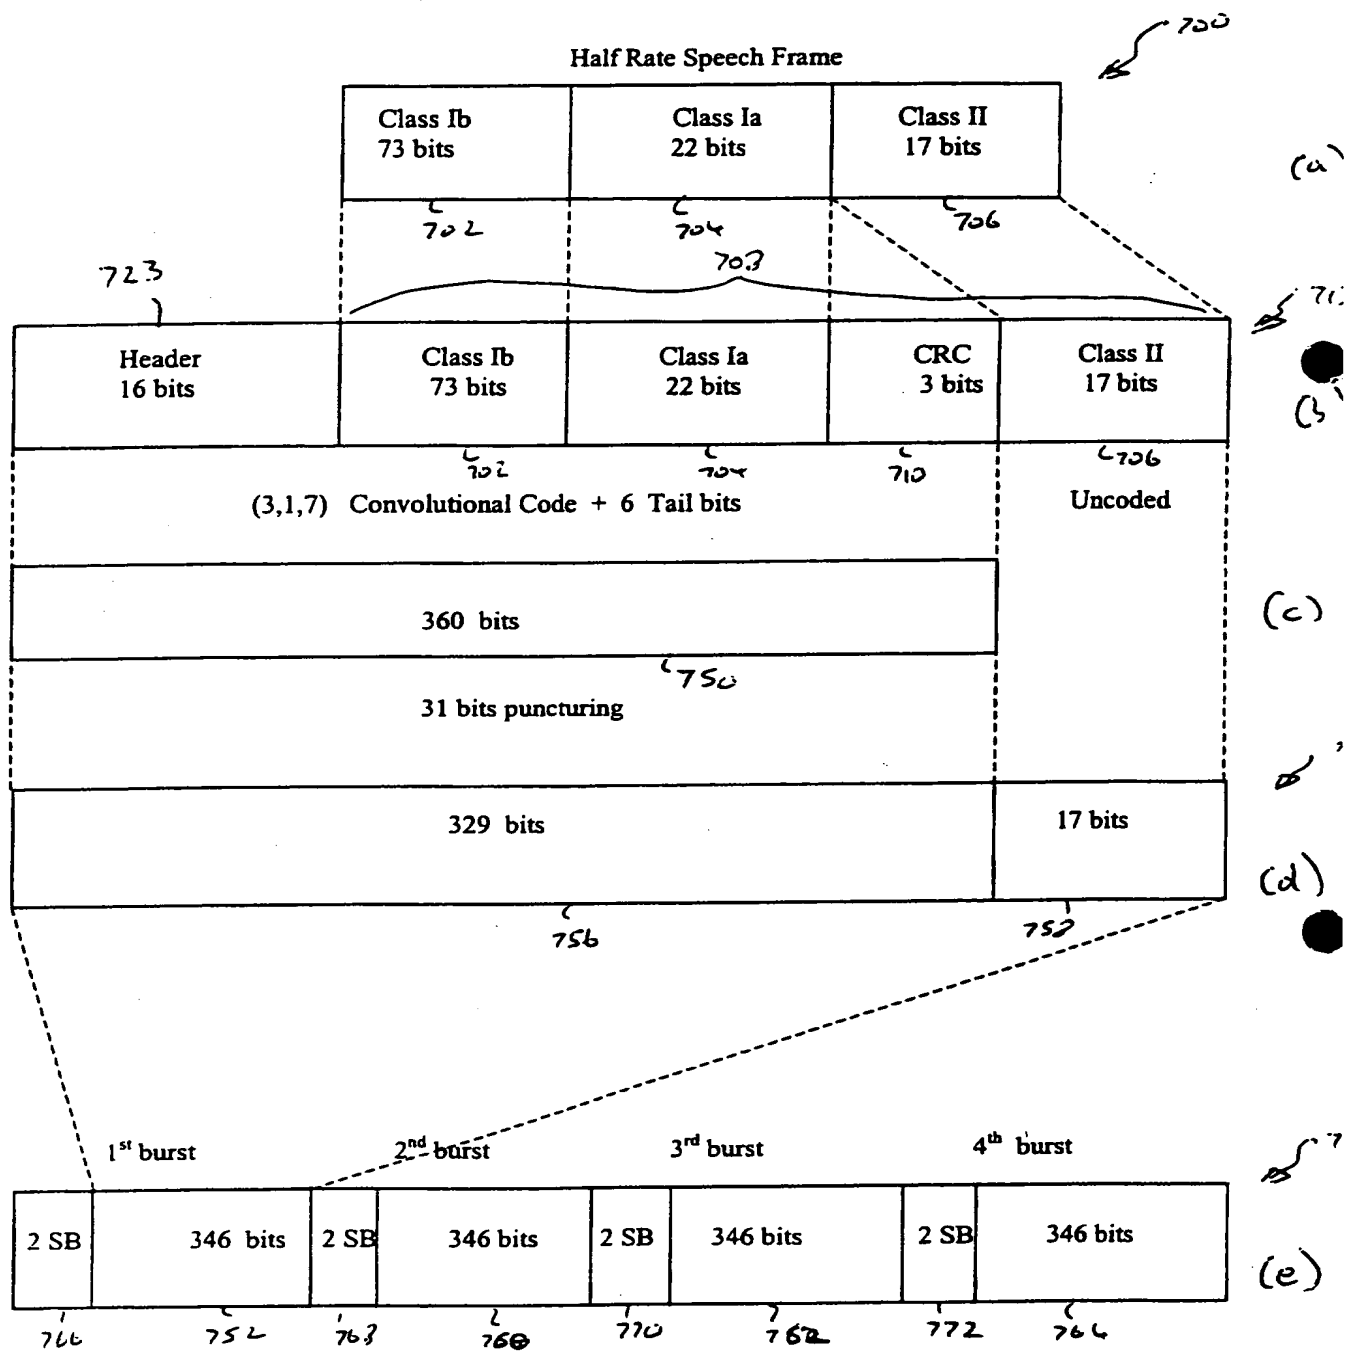 700
Half Rate Speech Frame
Class Ib
73 bits
Class Ia
22 bits
Class II
17 bits
(a)
702
704
706
723
703
Header
16 bits
Class Ib
73 bits
Class Ia
22 bits
CRC
3 bits
Class II
17 bits
(b)
702
704
710
706
(3,1,7) Convolutional Code + 6 Tail bits
Uncoded
360 bits
(c)
750
31 bits puncturing
329 bits
17 bits
(d)
756
1st burst
2nd burst
3rd burst
4th burst
2 SB
346 bits
2 SB
346 bits
2 SB
346 bits
2 SB
346 bits
(e)
752
770
772